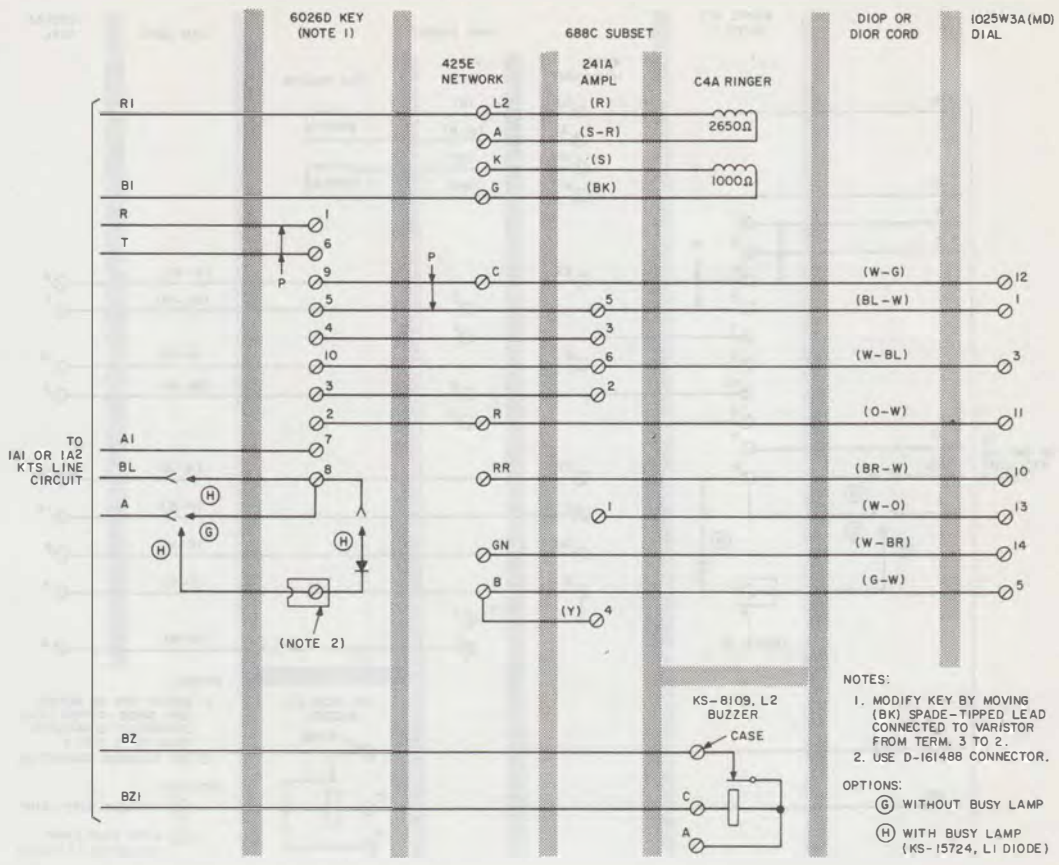 6026D KEY
(NOTE 1)
688C SUBSET
DIOP OR
DIOR CORD
1025W3A (MD)
DIAL
425E
NETWORK
241A
AMPL
C4A RINGER
R1
L2
(R)
2650Ω
A
(S-R)
K
(S)
1000Ω
B1
G
(BK)
R
1
T
6
P
P
9
C
(W-G)
12
5
5
(BL-W)
1
4
3
10
6
(W-BL)
3
3
2
2
R
(O-W)
11
TO
1A1 OR 1A2
KTS LINE
CIRCUIT
A1
7
BL
8
RR
(BR-W)
10
H
A
G
1
(W-O)
13
H
H
GN
(W-BR)
14
B
(G-W)
5
(Y)
4
(NOTE 2)
KS-8109, L2
BUZZER
CASE
BZ
BZ1
C
A
NOTES:
1. MODIFY KEY BY MOVING
(BK) SPADE-TIPPED LEAD
CONNECTED TO VARISTOR
FROM TERM. 3 TO 2.
2. USE D-161488 CONNECTOR.
OPTIONS:
G WITHOUT BUSY LAMP
H WITH BUSY LAMP
(KS-15724, L1 DIODE)